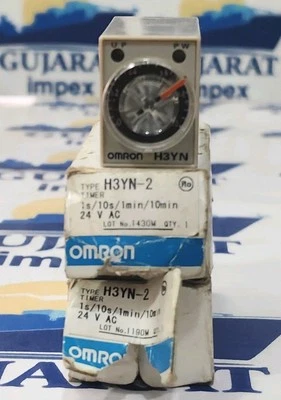 GUJARAT
impex
UP PW
OMRON H3YN
TYPE H3YN-2
TIMER
1s/10s/1min/10min
24 V AC
LOT No. 1430M QTY. 1
OMRON
TYPE H3YN-2
TIMER
1s/10s/1min/10min
24 V AC
LOT No. 1190M
OMRON